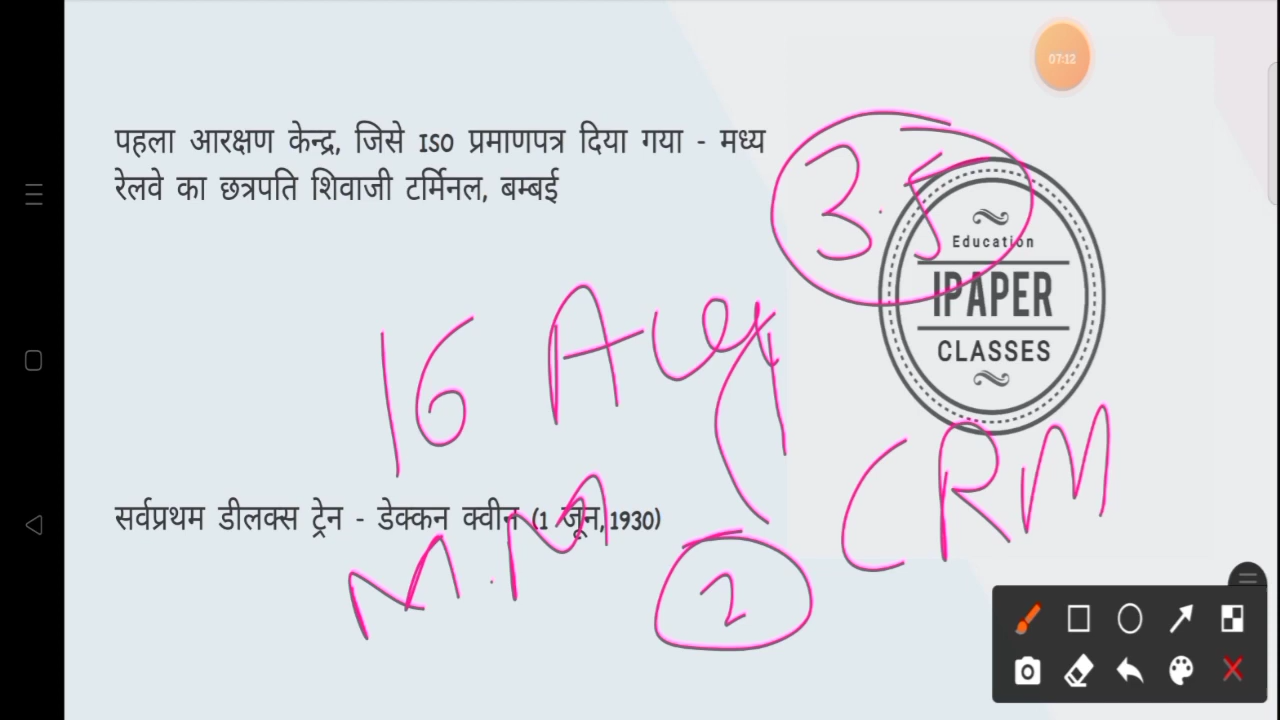 07:12
पहला आरक्षण केन्द्र, जिसे ISO प्रमाणपत्र दिया गया - मध्य
रेलवे का छत्रपति शिवाजी टर्मिनल, बम्बई
3.5
Education
IPAPER
CLASSES
16 Aug
CRM
सर्वप्रथम डीलक्स ट्रेन - डेक्कन क्वीन (1 जून, 1930)
M.M
2